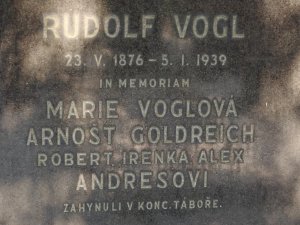 RUDOLF VOGL
23. V. 1876 - 5. I. 1939
IN MEMORIAM
MARIE VOGLOVÁ
ARNOŠT GOLDREICH
ROBERT, IRENKA ALEX
ANDRESOVI
ZAHYNULI V KONC. TÁBOŘE.